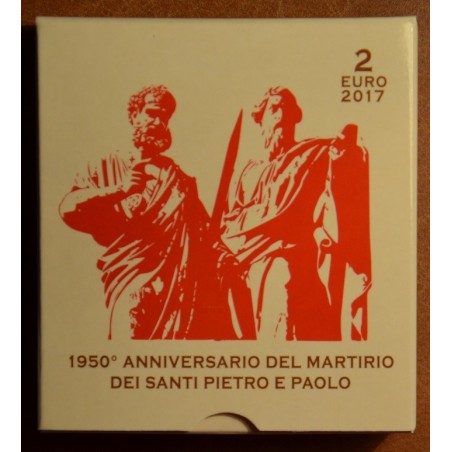 2
EURO
2017
1950° ANNIVERSARIO DEL MARTIRIO
DEI SANTI PIETRO E PAOLO